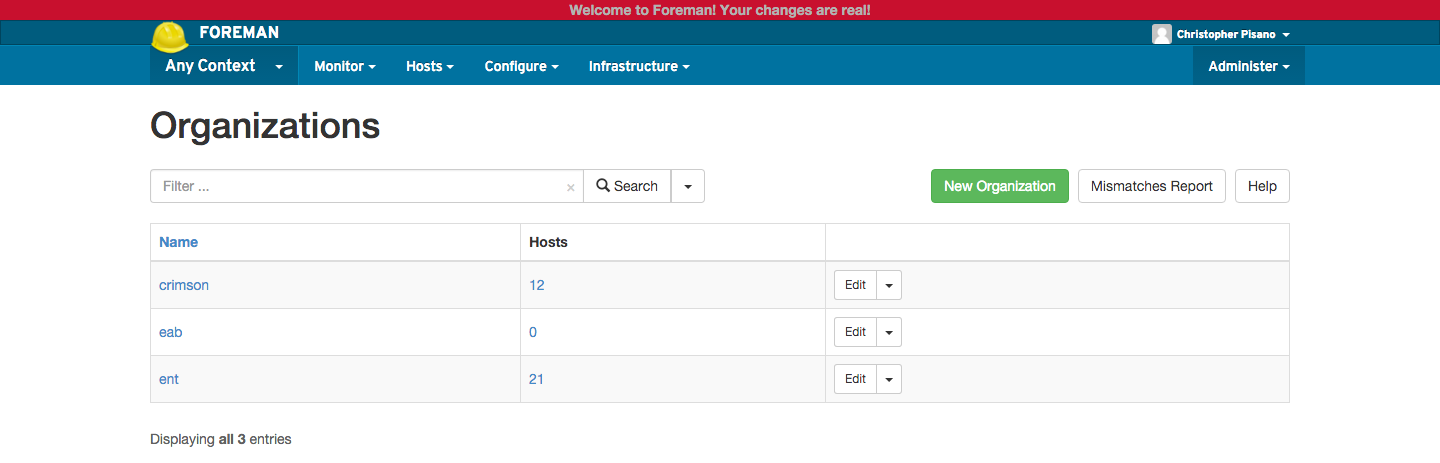 Welcome to Foreman! Your changes are real!
FOREMAN
Christopher Pisano
Any Context Monitor Hosts Configure Infrastructure Administer
Organizations
Filter ... × Search New Organization Mismatches Report Help
Name Hosts
crimson 12 Edit
eab 0 Edit
ent 21 Edit
Displaying all 3 entries